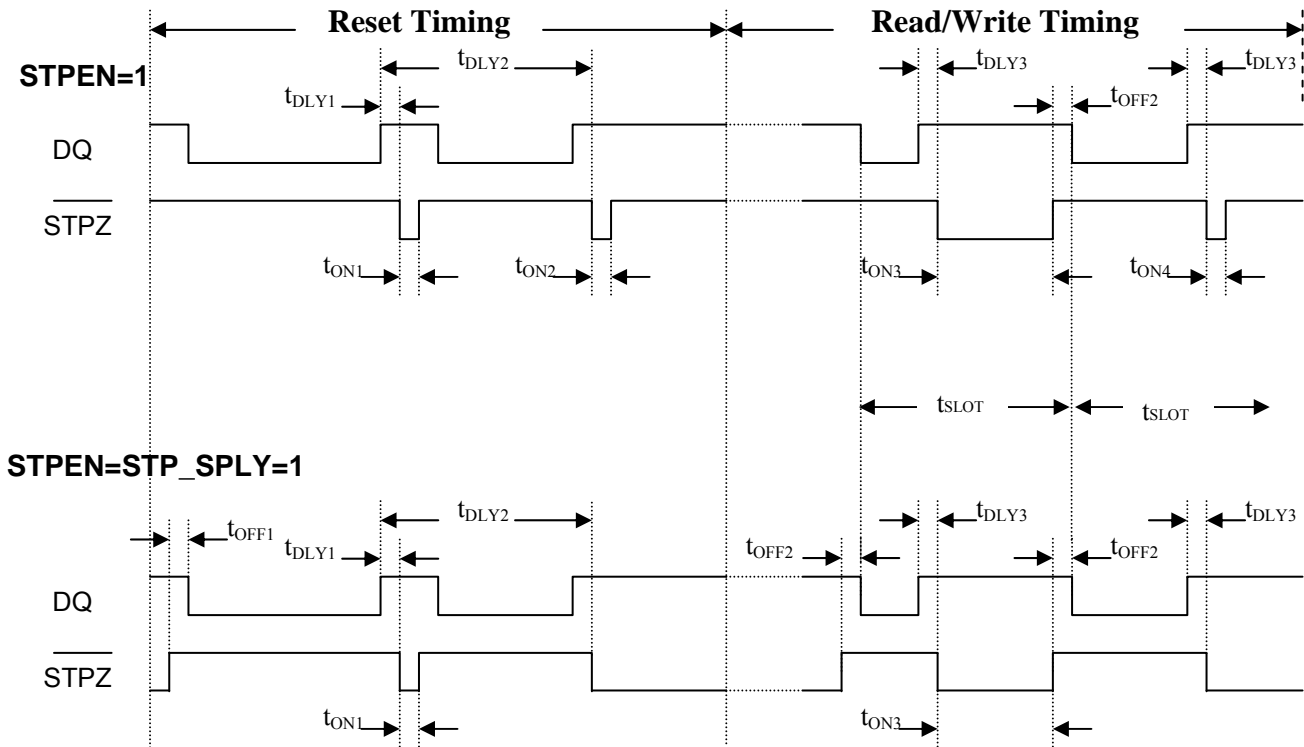 Reset Timing Read/Write Timing
STPEN=1
tDLY2 tDLY3 tDLY3
tDLY1 tOFF2
DQ
STPZ
tON1 tON2 tON3 tON4
tSLOT tSLOT
STPEN=STP_SPLY=1
tOFF1 tDLY2 tDLY3 tDLY3
tDLY1 tOFF2 tOFF2
DQ
STPZ
tON1 tON3